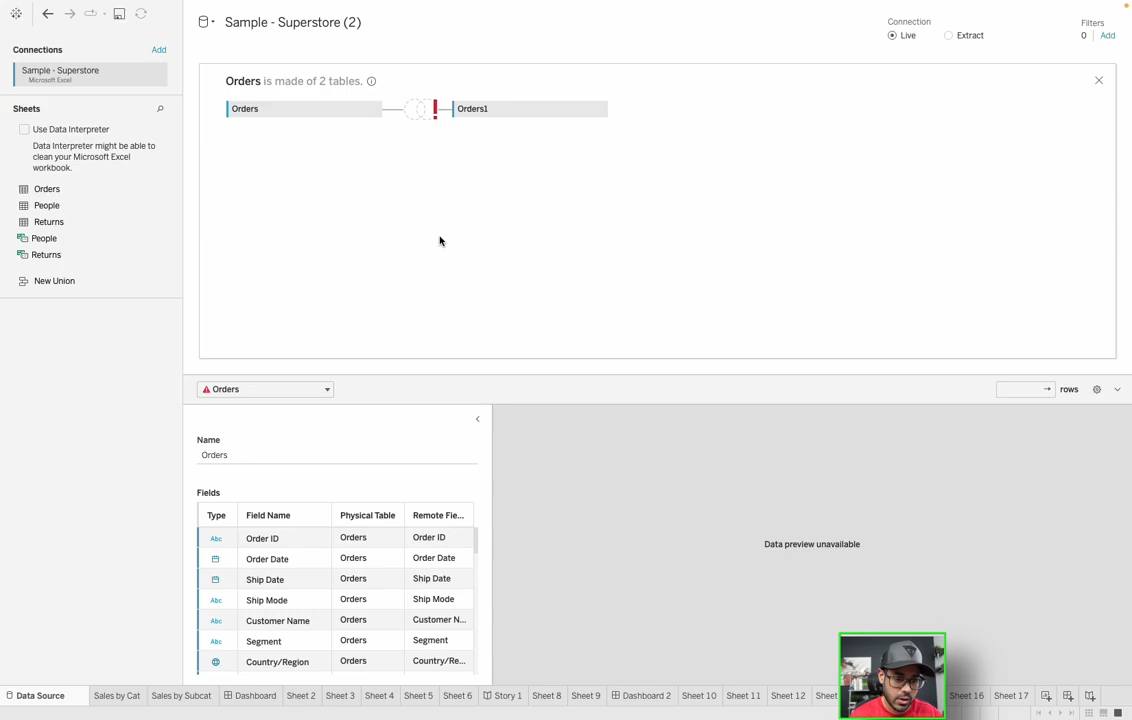 Sample - Superstore (2)
Connection
Live
Extract
Filters
0
Add
Connections
Add
Sample - Superstore
Microsoft Excel
Sheets
Use Data Interpreter
Data Interpreter might be able to
clean your Microsoft Excel
workbook.
Orders
People
Returns
People
Returns
New Union
Orders is made of 2 tables.
Orders
Orders1
Orders
rows
Name
Orders
Fields
Type Field Name Physical Table Remote Fie...
Abc Order ID Orders Order ID
Order Date Orders Order Date
Ship Date Orders Ship Date
Abc Ship Mode Orders Ship Mode
Abc Customer Name Orders Customer N...
Abc Segment Orders Segment
Country/Region Orders Country/Re...
Data preview unavailable
Data Source Sales by Cat Sales by Subcat Dashboard Sheet 2 Sheet 3 Sheet 4 Sheet 5 Sheet 6 Story 1 Sheet 8 Sheet 9 Dashboard 2 Sheet 10 Sheet 11 Sheet 12 Sheet 16 Sheet 17